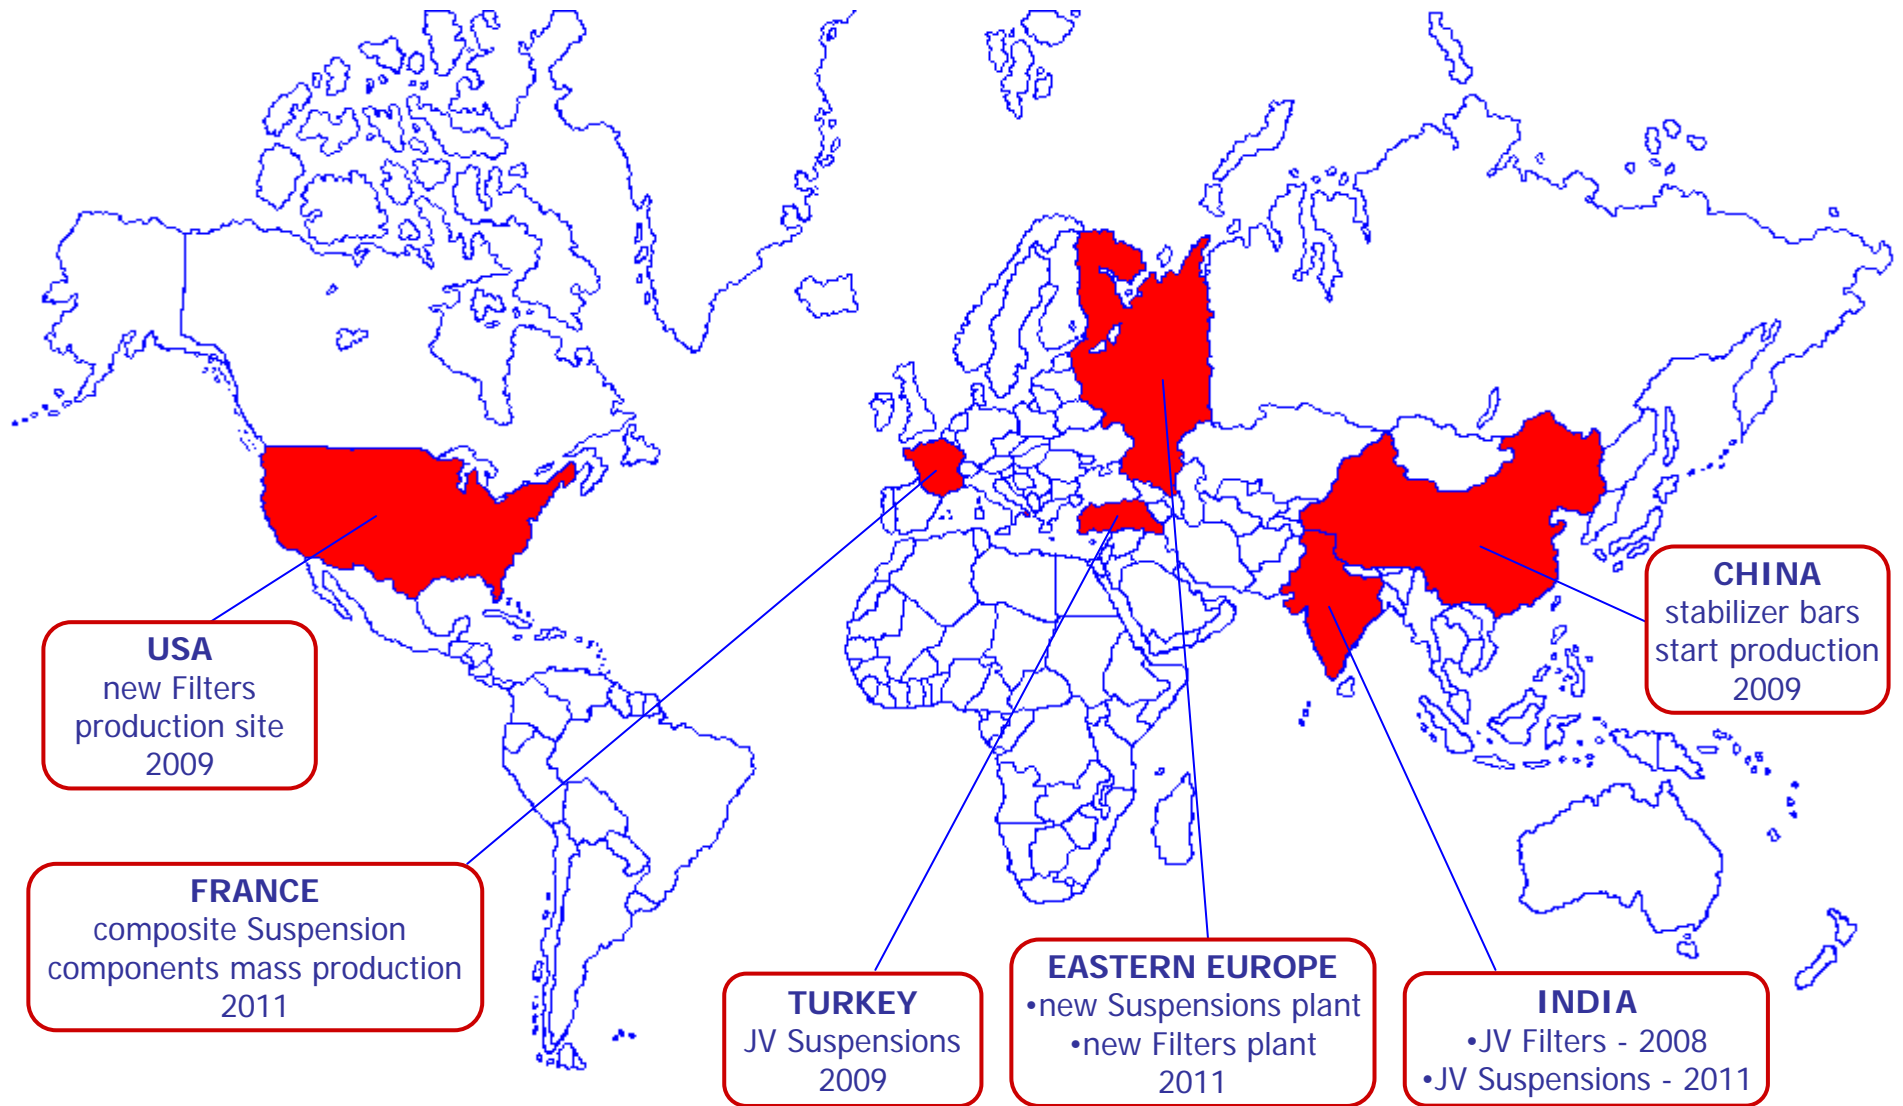 USA
new Filters
production site
2009
FRANCE
composite Suspension
components mass production
2011
TURKEY
JV Suspensions
2009
EASTERN EUROPE
•new Suspensions plant
•new Filters plant
2011
INDIA
•JV Filters - 2008
•JV Suspensions - 2011
CHINA
stabilizer bars
start production
2009